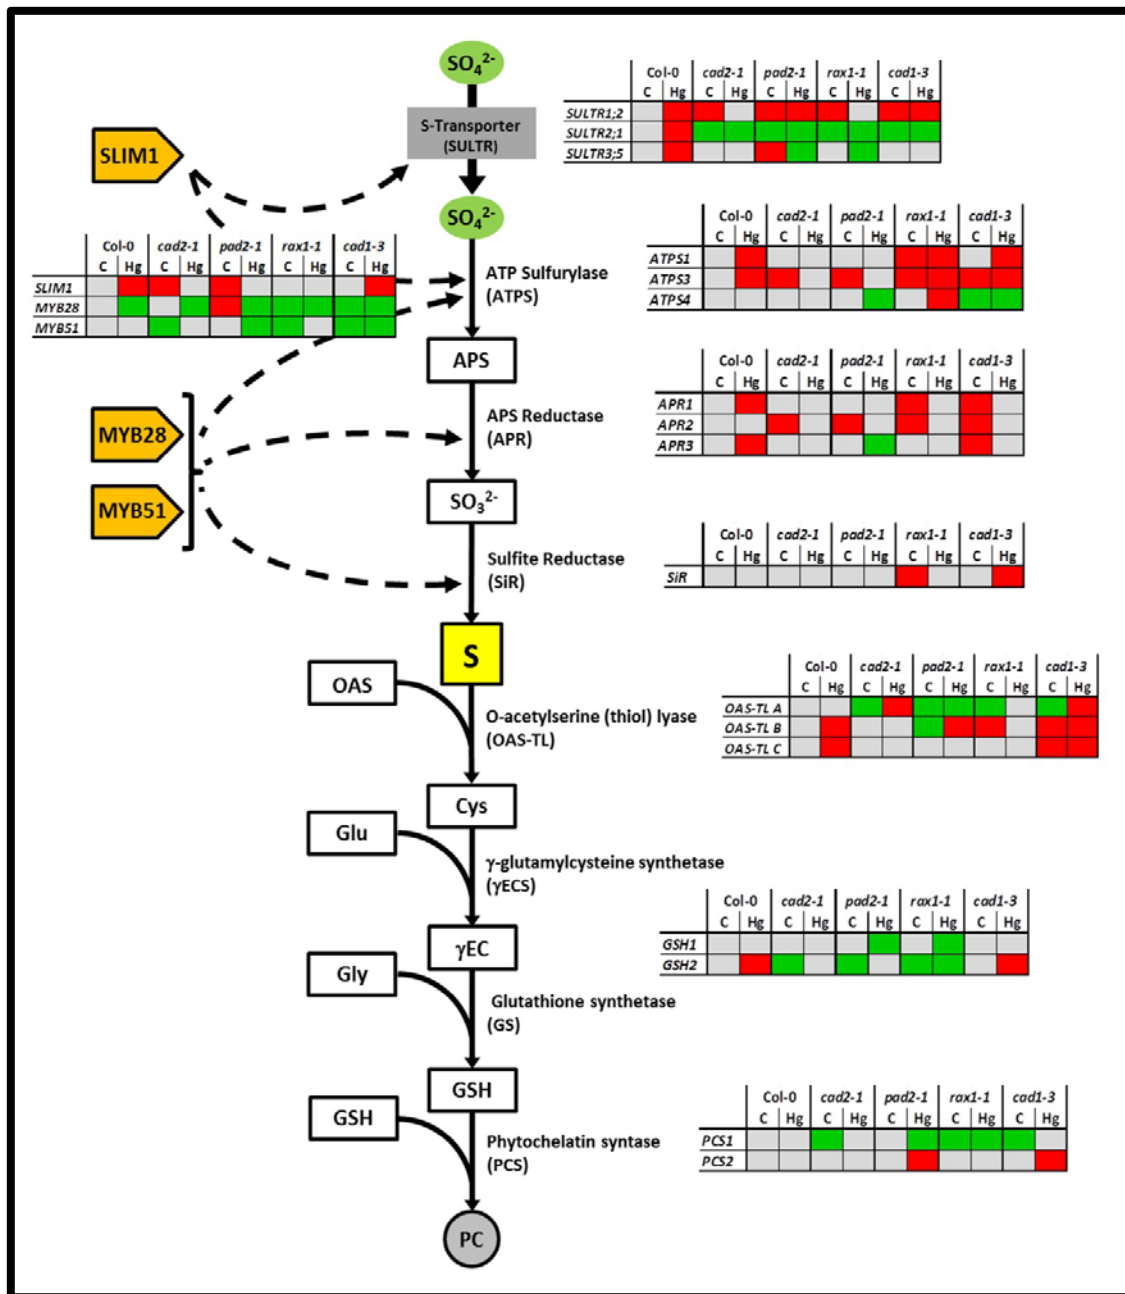 SO₄²⁻
S-Transporter
(SULTR)
SO₄²⁻
Col-0 cad2-1 pad2-1 rax1-1 cad1-3
C Hg C Hg C Hg C Hg C Hg
SULTR1;2
SULTR2;1
SULTR3;5
SLIM1
Col-0 cad2-1 pad2-1 rax1-1 cad1-3
C Hg C Hg C Hg C Hg C Hg
SLIM1
MYB28
MYB51
ATP Sulfurylase
(ATPS)
Col-0 cad2-1 pad2-1 rax1-1 cad1-3
C Hg C Hg C Hg C Hg C Hg
ATPS1
ATPS3
ATPS4
APS
MYB28
MYB51
APS Reductase
(APR)
Col-0 cad2-1 pad2-1 rax1-1 cad1-3
C Hg C Hg C Hg C Hg C Hg
APR1
APR2
APR3
SO₃²⁻
Sulfite Reductase
(SiR)
Col-0 cad2-1 pad2-1 rax1-1 cad1-3
C Hg C Hg C Hg C Hg C Hg
SiR
S
OAS
O-acetylserine (thiol) lyase
(OAS-TL)
Col-0 cad2-1 pad2-1 rax1-1 cad1-3
C Hg C Hg C Hg C Hg C Hg
OAS-TL A
OAS-TL B
OAS-TL C
Cys
Glu
γ-glutamylcysteine synthetase
(γECS)
Col-0 cad2-1 pad2-1 rax1-1 cad1-3
C Hg C Hg C Hg C Hg C Hg
GSH1
GSH2
γEC
Gly
Glutathione synthetase
(GS)
GSH
GSH
Phytochelatin syntase
(PCS)
Col-0 cad2-1 pad2-1 rax1-1 cad1-3
C Hg C Hg C Hg C Hg C Hg
PCS1
PCS2
PC